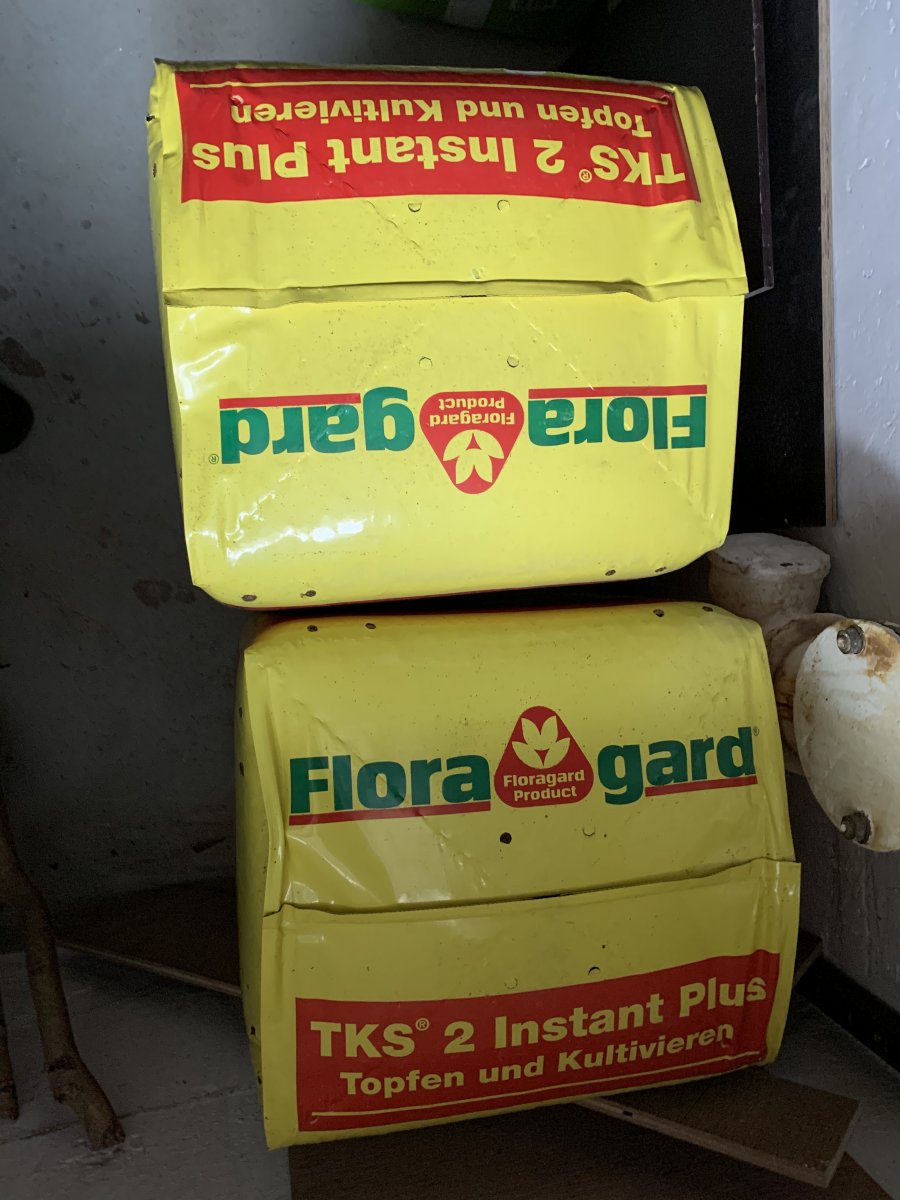 TKS® 2 Instant Plus
Topfen und Kultivieren
Flora gard®
Floragard
Product
Flora gard®
Floragard
Product
TKS® 2 Instant Plus
Topfen und Kultivieren